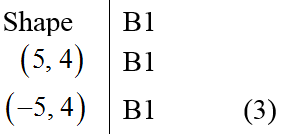 Shape B1
(5, 4) B1
(−5, 4) B1 (3)